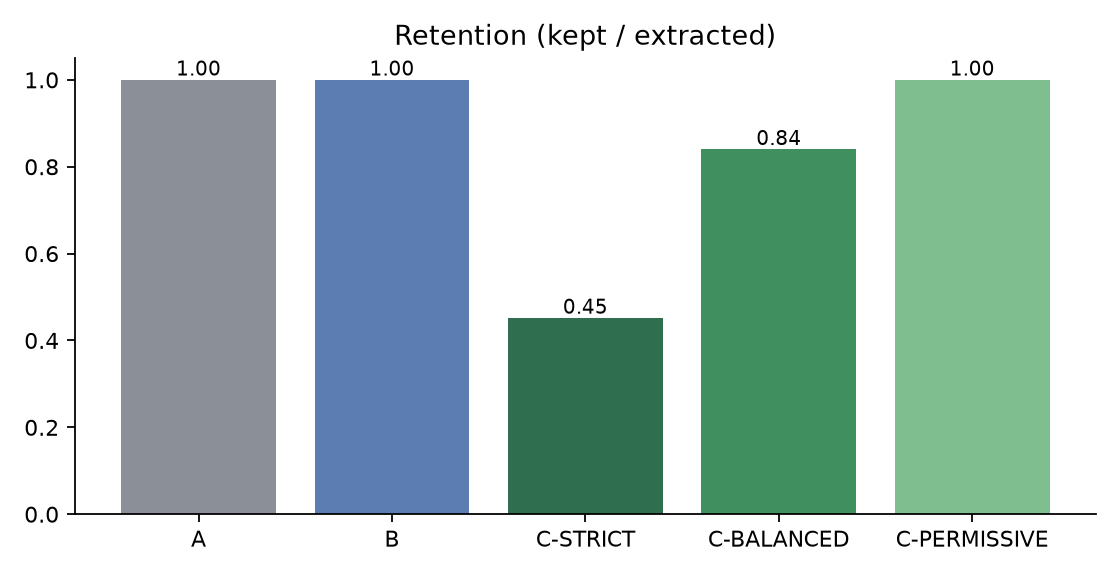 Retention (kept / extracted)
1.00
1.00
0.45
0.84
1.00
1.0
0.8
0.6
0.4
0.2
0.0
A
B
C-STRICT
C-BALANCED
C-PERMISSIVE